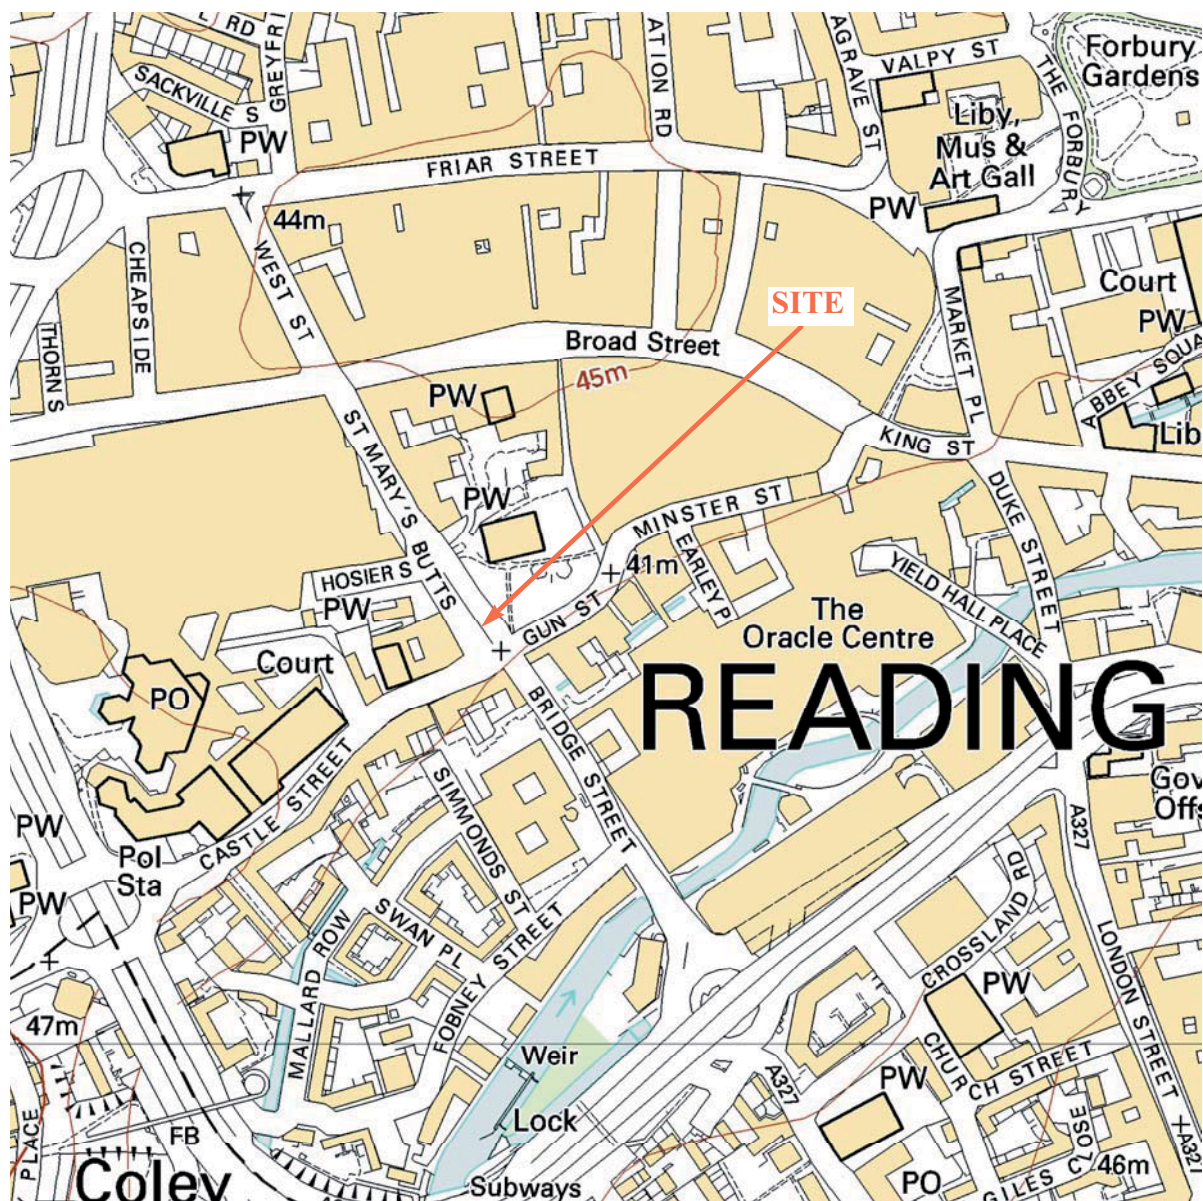 L RD
GREYFRI
SACKVILLE S
PW
ATION RD
AGRAVE ST
VALPY ST
THE FORBURY
Forbury
Gardens
Liby,
Mus &
Art Gall
FRIAR STREET
PW
44m
CHEAPSIDE
WEST ST
THORN S
SITE
Court
PW
MARKET PL
ABBEY SQUA
Broad Street
45m
PW
ST MARY'S BUTTS
KING ST
Lib
PW
MINSTER ST
DUKE STREET
41m
EARLEY P
HOSIER S
YIELD HALL PLACE
PW
GUN ST
The
Oracle Centre
Court
READING
PO
BRIDGE STREET
SIMMONDS ST
CASTLE STREET
Gov
Offs
A327
PW
Pol
Sta
PW
SWAN PL
MALLARD ROW
FOBNEY STREET
CROSSLAND RD
LONDON STREET
PW
47m
Weir
CHURCH STREET
A327
PW
Lock
PLACE
FB
CLOSE
A32
46m
Coley
Subways
PO
GILES C